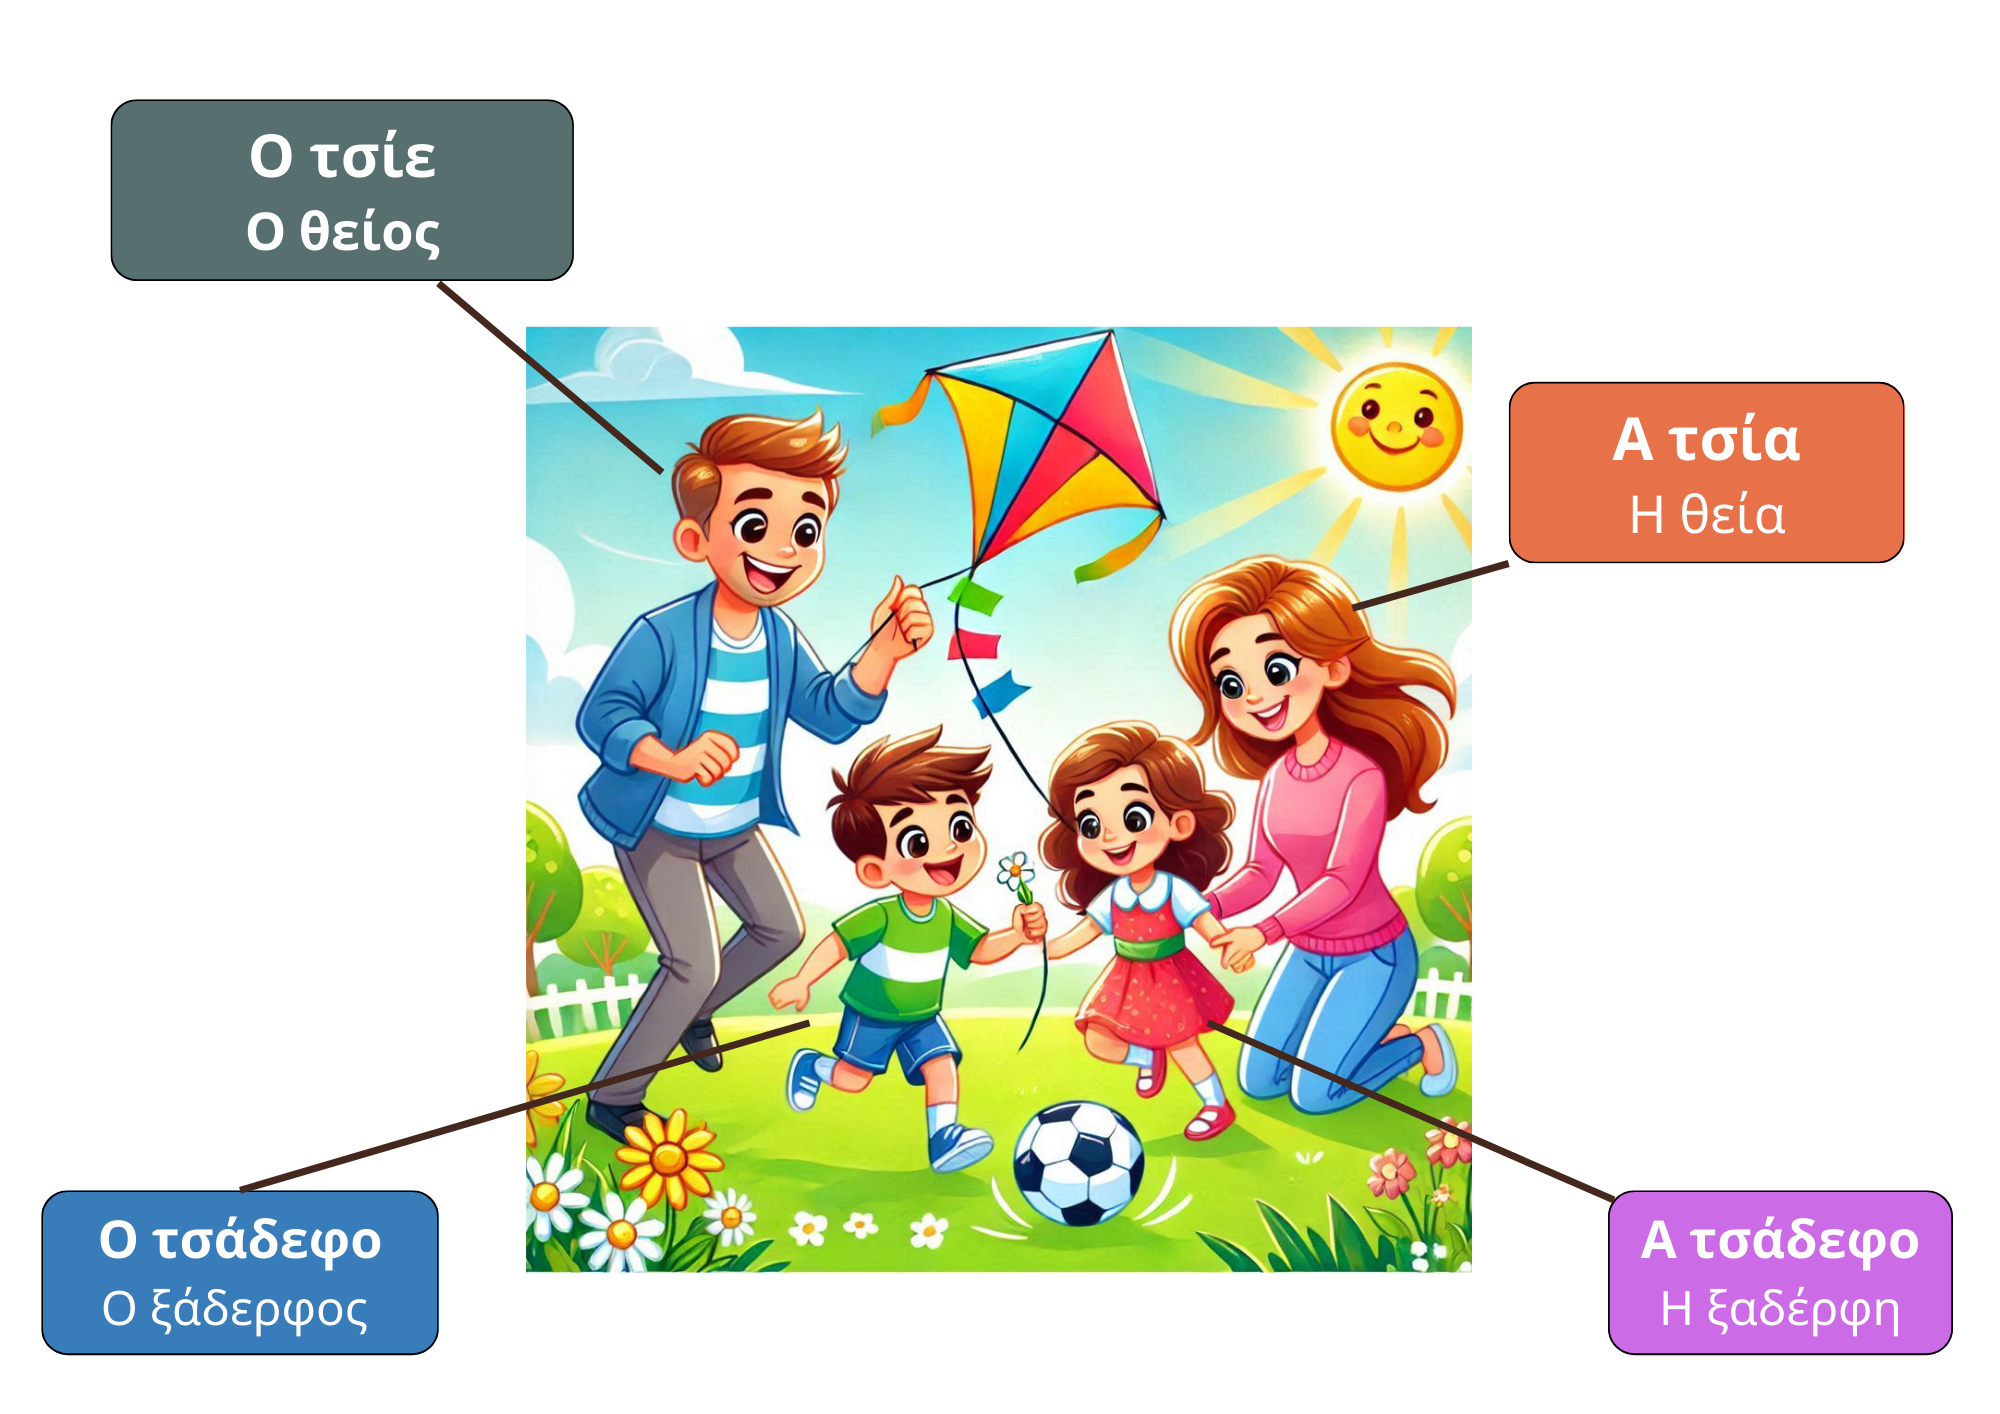 Ο τσίε
Ο θείος
Α τσία
Η θεία
Ο τσάδεφο
Ο ξάδερφος
Α τσάδεφο
Η ξαδέρφη